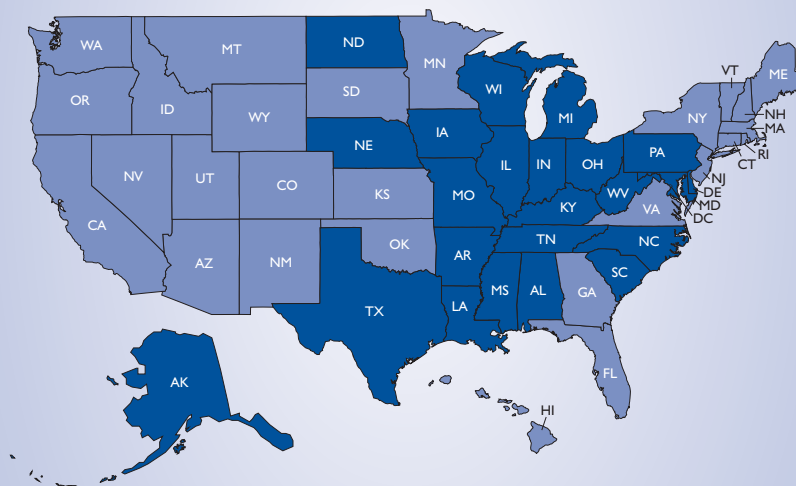 WA
MT
ND
MN
VT
ME
OR
ID
SD
WI
MI
NY
NH
MA
WY
IA
NE
PA
RI
CT
NV
UT
CO
IL
IN
OH
NJ
DE
MD
DC
WV
VA
KS
MO
KY
CA
TN
NC
AZ
NM
OK
AR
SC
MS
AL
GA
TX
LA
FL
AK
HI